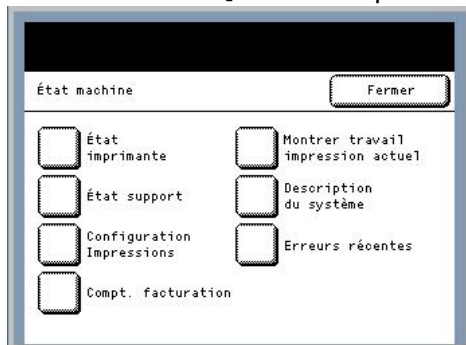 État machine
Fermer
État
imprimante
Montrer travail
impression actuel
État support
Description
du système
Configuration
Impressions
Erreurs récentes
Compt. facturation